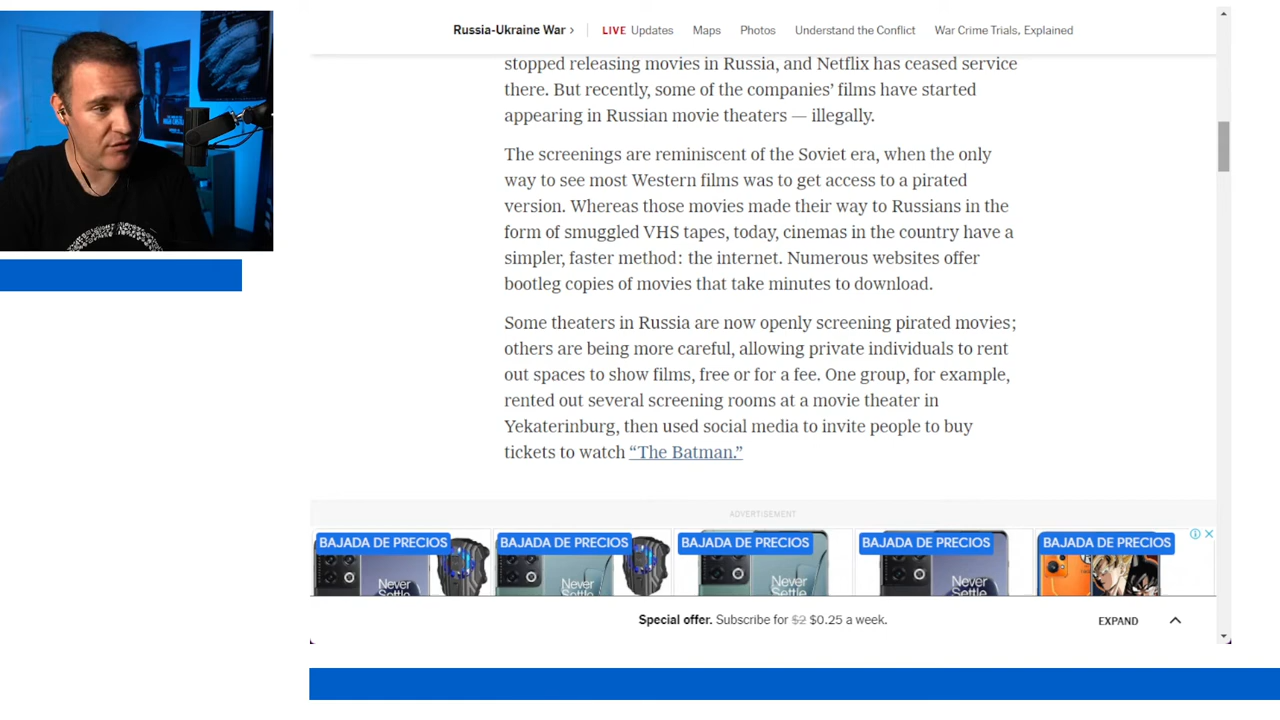 Russia-Ukraine War ›
LIVE Updates
Maps
Photos
Understand the Conflict
War Crime Trials, Explained
stopped releasing movies in Russia, and Netflix has ceased service
there. But recently, some of the companies’ films have started
appearing in Russian movie theaters — illegally.
The screenings are reminiscent of the Soviet era, when the only
way to see most Western films was to get access to a pirated
version. Whereas those movies made their way to Russians in the
form of smuggled VHS tapes, today, cinemas in the country have a
simpler, faster method: the internet. Numerous websites offer
bootleg copies of movies that take minutes to download.
Some theaters in Russia are now openly screening pirated movies;
others are being more careful, allowing private individuals to rent
out spaces to show films, free or for a fee. One group, for example,
rented out several screening rooms at a movie theater in
Yekaterinburg, then used social media to invite people to buy
tickets to watch “The Batman.”
ADVERTISEMENT
BAJADA DE PRECIOS
BAJADA DE PRECIOS
BAJADA DE PRECIOS
BAJADA DE PRECIOS
BAJADA DE PRECIOS
Never
Settle
Never
Settle
Never
Settle
Never
Settle
Special offer. Subscribe for $2 $0.25 a week.
EXPAND